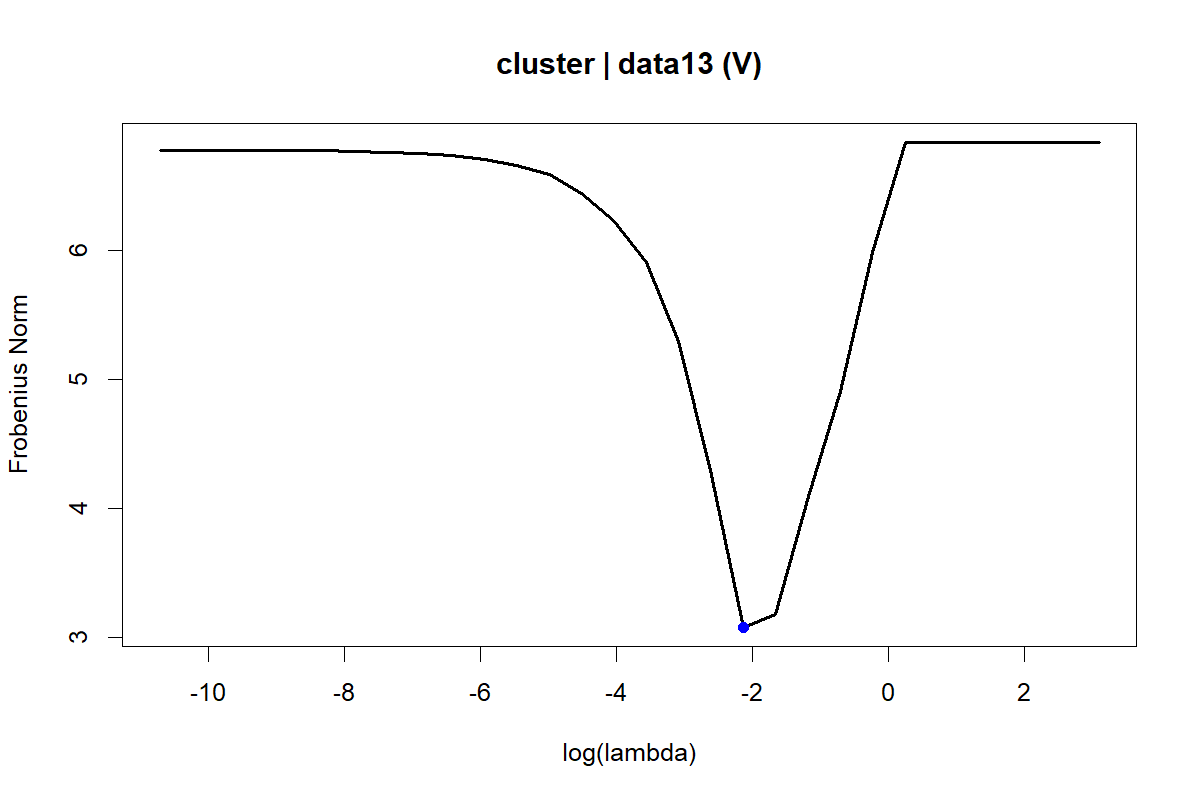 cluster | data13 (V)
Frobenius Norm
6
5
4
3
-10 -8 -6 -4 -2 0 2
log(lambda)